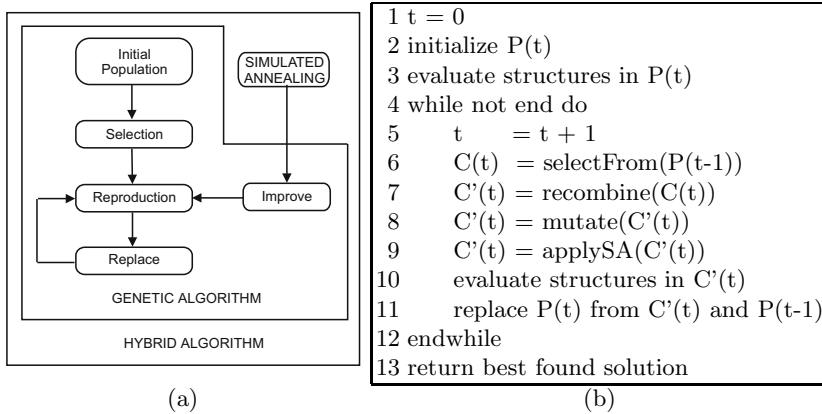 Initial
Population
SIMULATED
ANNEALING
Selection
Reproduction
Improve
Replace
GENETIC ALGORITHM
HYBRID ALGORITHM
(a)
1 t = 0
2 initialize P(t)
3 evaluate structures in P(t)
4 while not end do
5 t = t + 1
6 C(t) = selectFrom(P(t-1))
7 C'(t) = recombine(C(t))
8 C'(t) = mutate(C'(t))
9 C'(t) = applySA(C'(t))
10 evaluate structures in C'(t)
11 replace P(t) from C'(t) and P(t-1)
12 endwhile
13 return best found solution
(b)